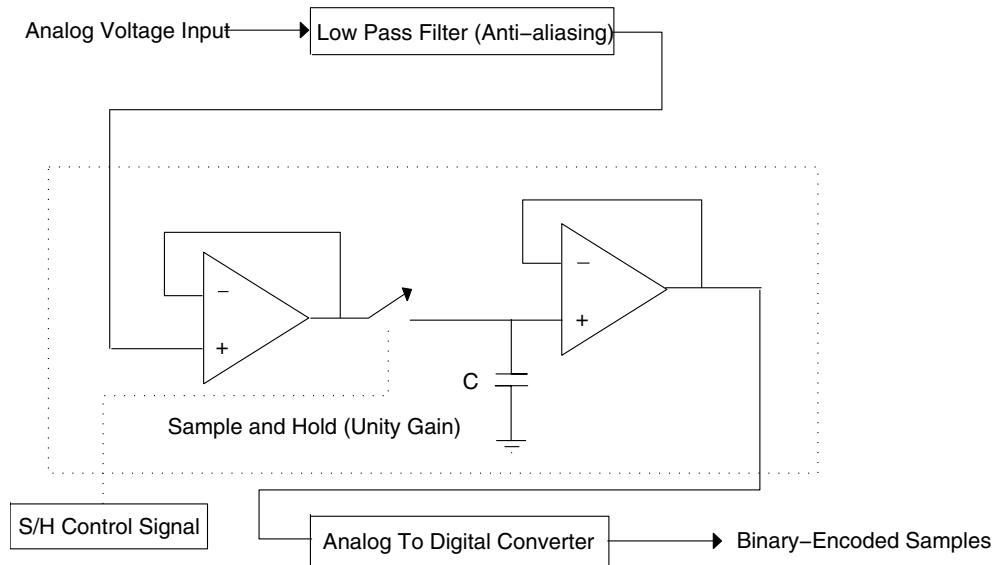 Analog Voltage Input
Low Pass Filter (Anti−aliasing)
−
+
−
+
C
Sample and Hold (Unity Gain)
S/H Control Signal
Analog To Digital Converter
Binary−Encoded Samples